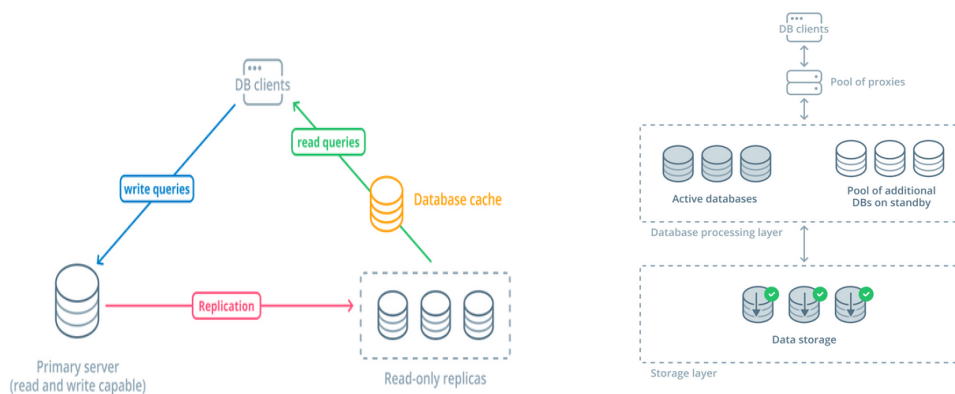 DB clients
read queries
write queries
Database cache
Replication
Primary server
(read and write capable)
Read-only replicas
DB clients
Pool of proxies
Active databases
Pool of additional
DBs on standby
Database processing layer
Data storage
Storage layer